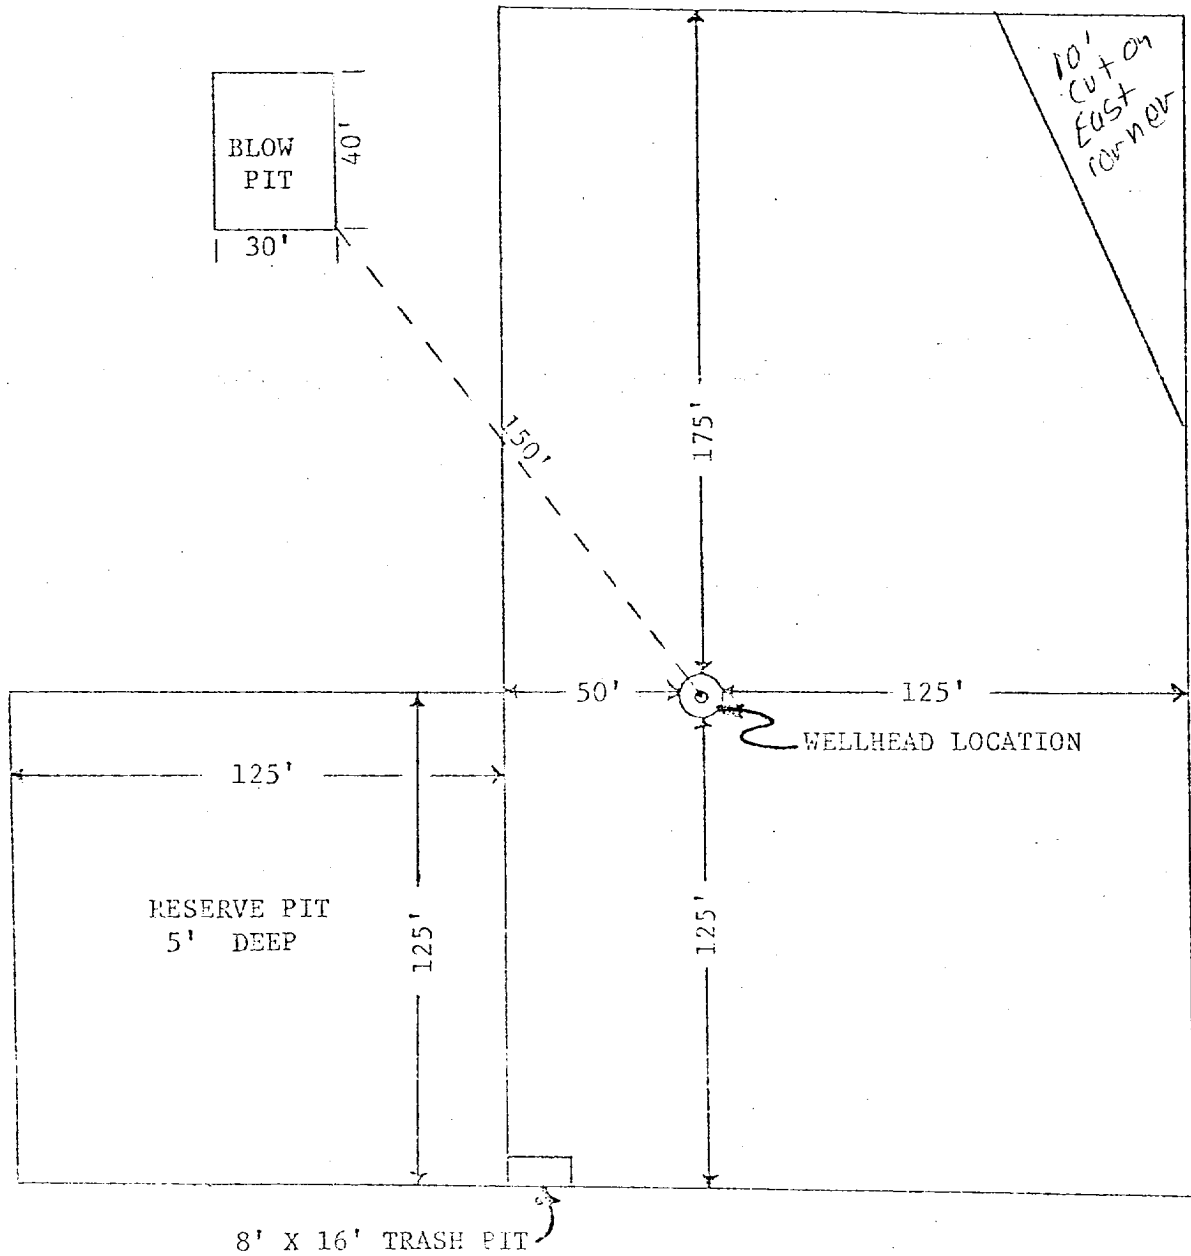 10'
cut on
East
corner
BLOW
PIT
40'
30'
150'
175'
50'
125'
WELLHEAD LOCATION
125'
RESERVE PIT
5' DEEP
125'
125'
8' X 16' TRASH PIT